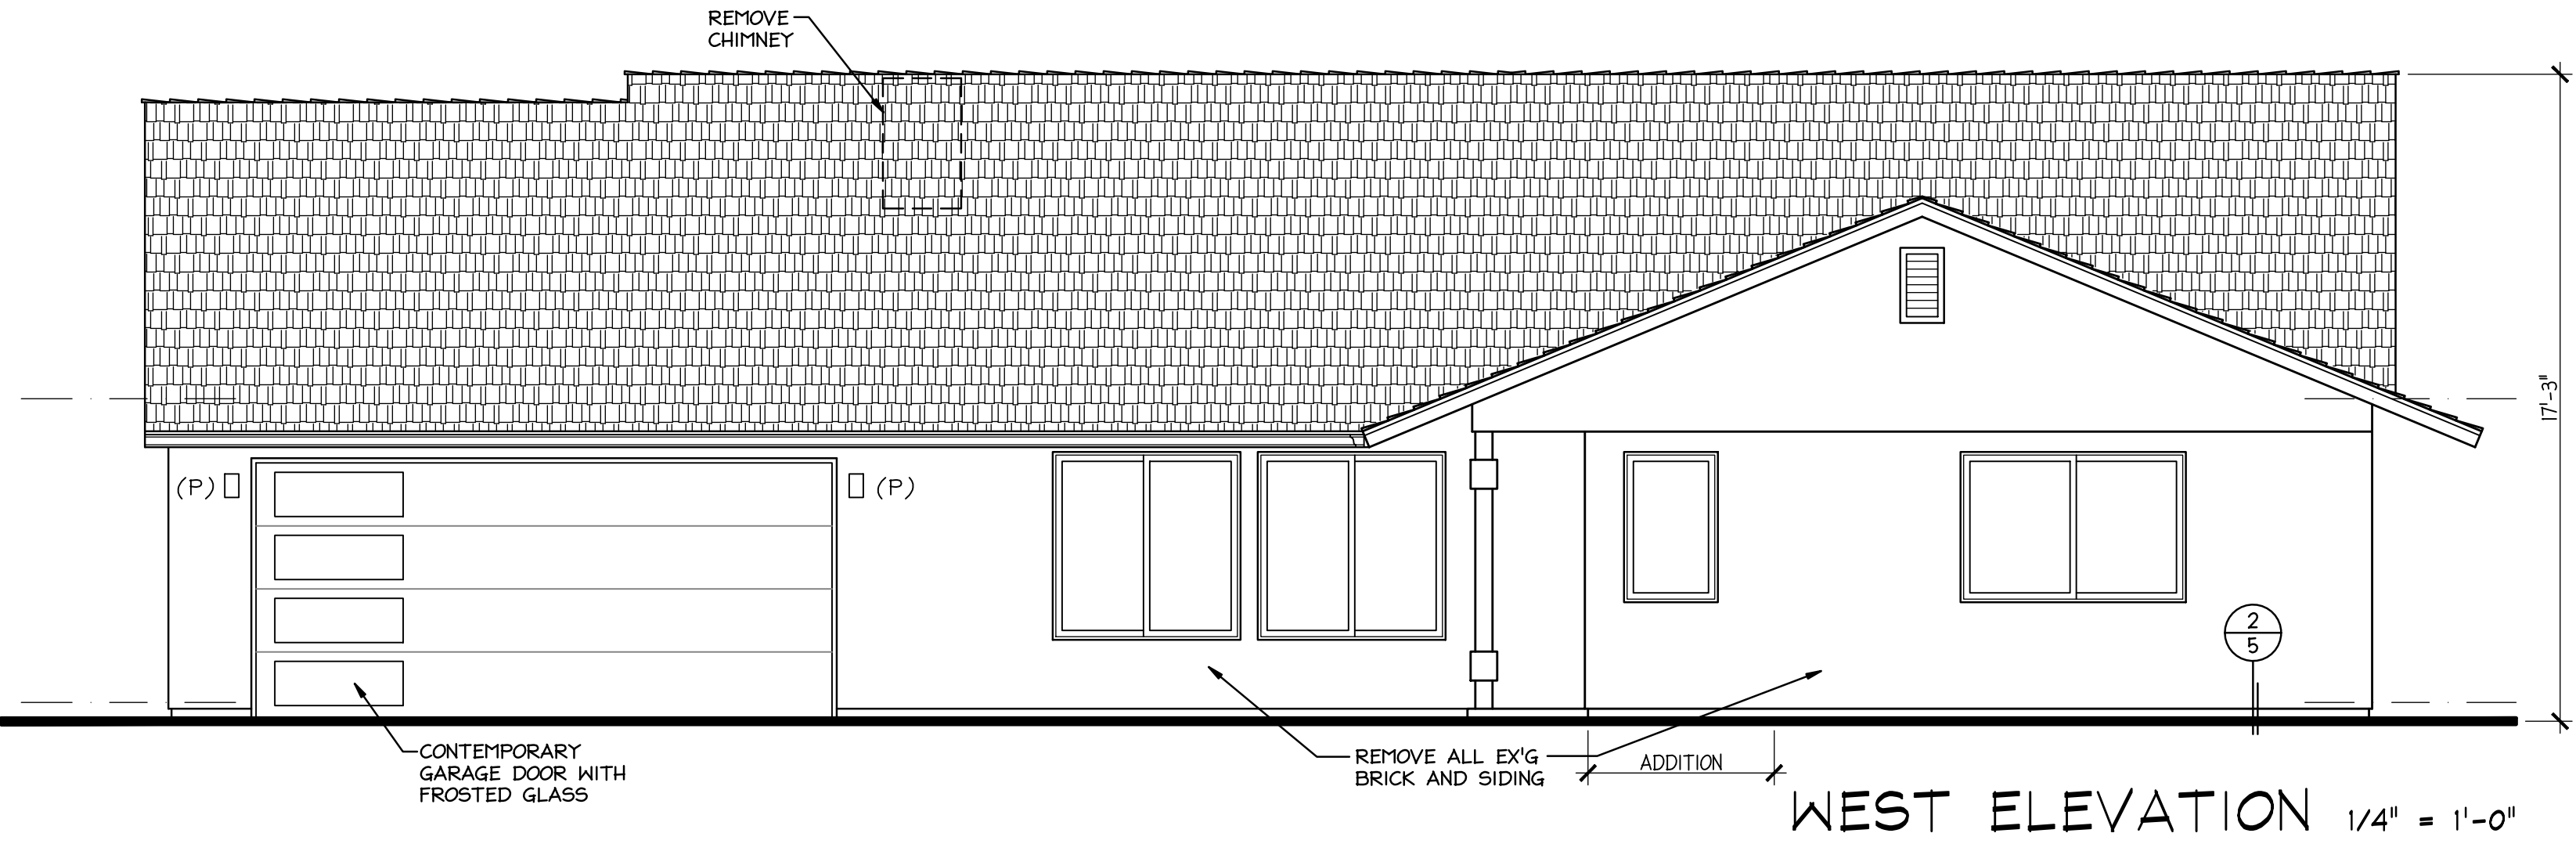 REMOVE
CHIMNEY
17'-3"
(P)
(P)
2
5
CONTEMPORARY
GARAGE DOOR WITH
FROSTED GLASS
REMOVE ALL EX'G
BRICK AND SIDING
ADDITION
WEST ELEVATION 1/4" = 1'-0"